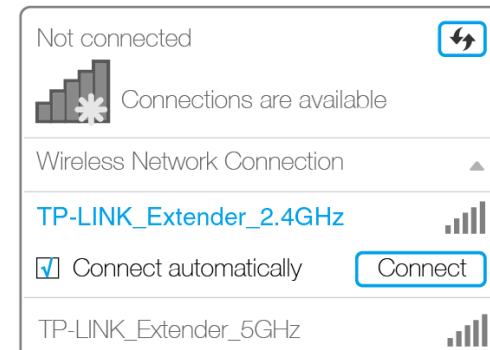 Not connected
Connections are available
Wireless Network Connection
TP-LINK_Extender_2.4GHz
Connect automatically
Connect
TP-LINK_Extender_5GHz